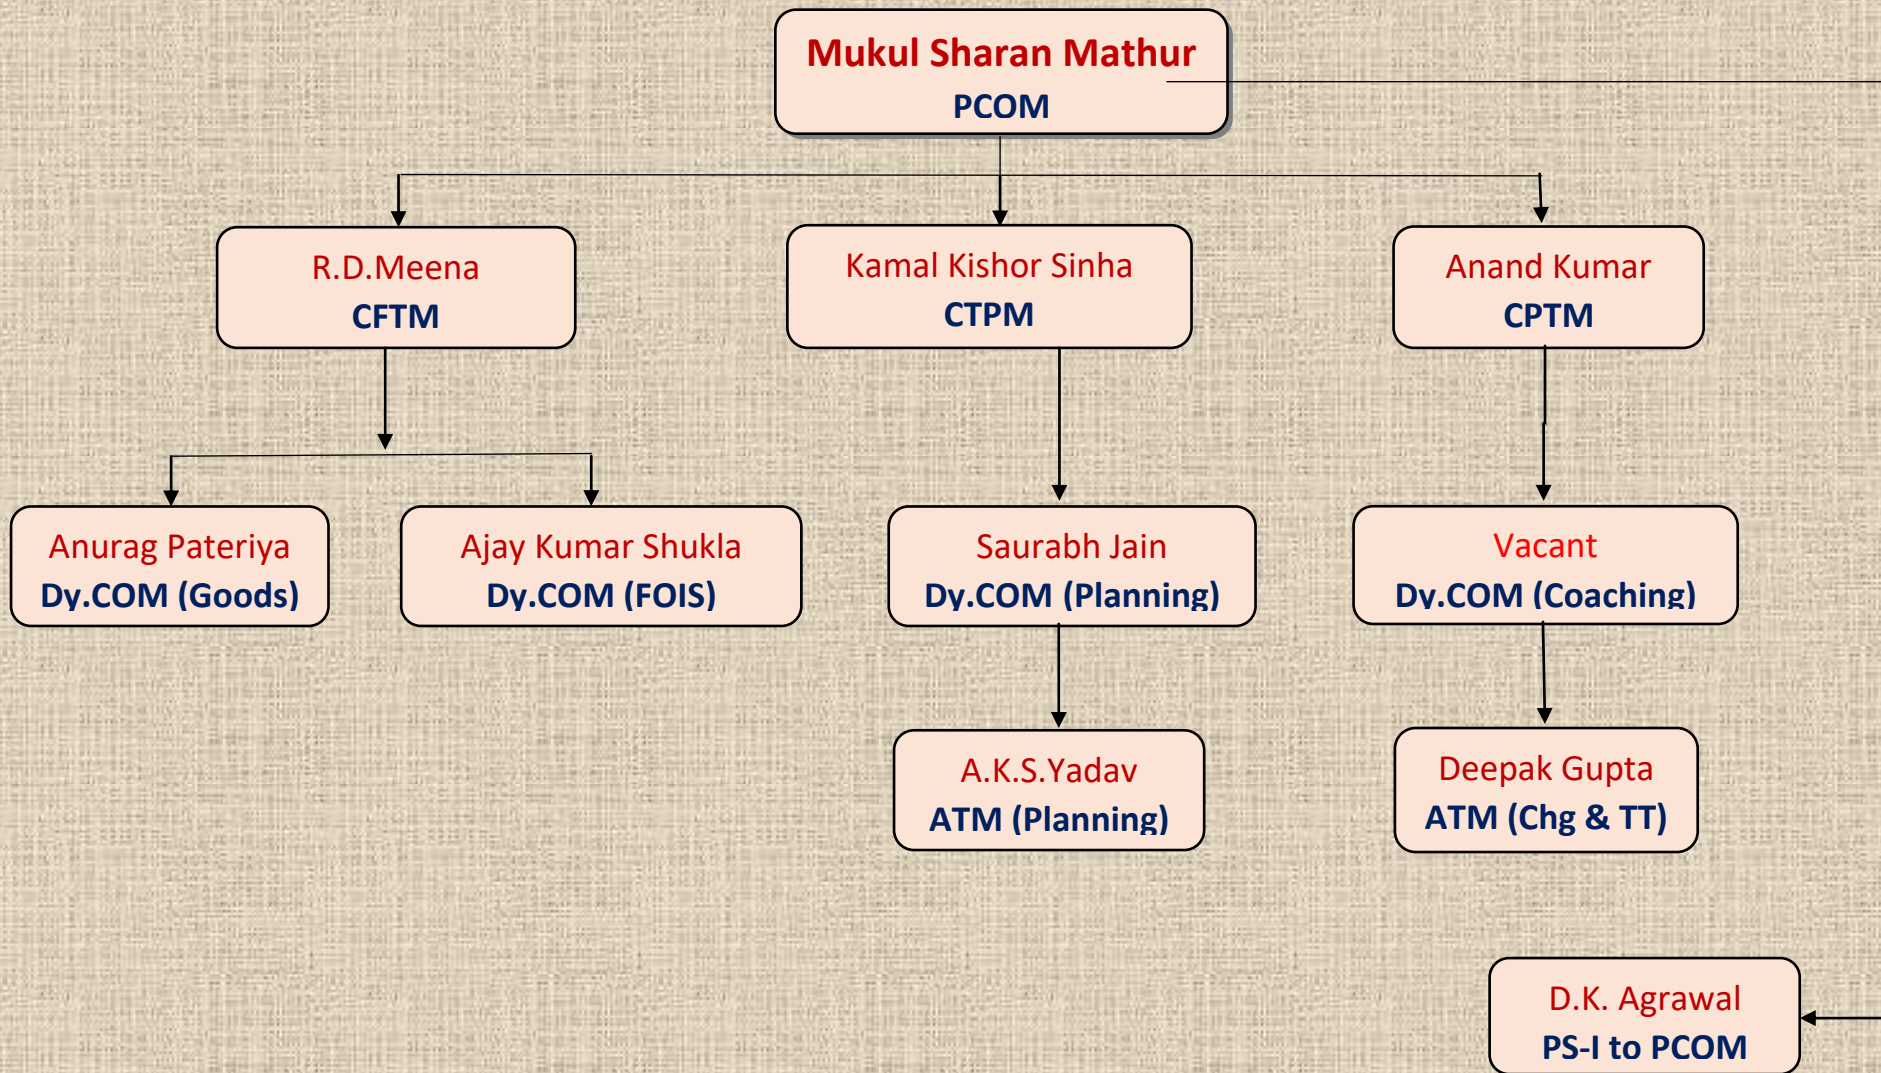 Mukul Sharan Mathur
PCOM
R.D.Meena
CFTM
Kamal Kishor Sinha
CTPM
Anand Kumar
CPTM
Anurag Pateriya
Dy.COM (Goods)
Ajay Kumar Shukla
Dy.COM (FOIS)
Saurabh Jain
Dy.COM (Planning)
Vacant
Dy.COM (Coaching)
A.K.S.Yadav
ATM (Planning)
Deepak Gupta
ATM (Chg & TT)
D.K. Agrawal
PS-I to PCOM